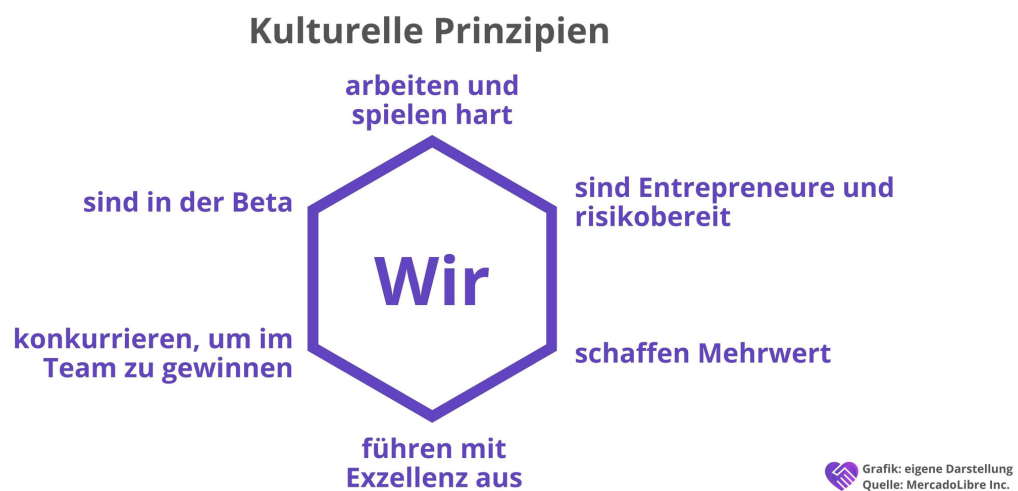 Kulturelle Prinzipien
arbeiten und
spielen hart
sind in der Beta
sind Entrepreneure und
risikobereit
Wir
konkurrieren, um im
Team zu gewinnen
schaffen Mehrwert
führen mit
Exzellenz aus
Grafik: eigene Darstellung
Quelle: MercadoLibre Inc.